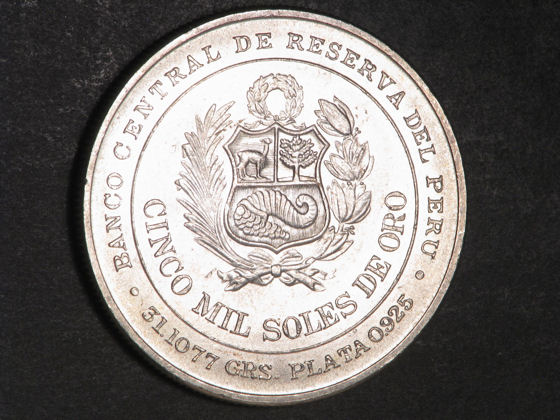 BANCO CENTRAL DE RESERVA DEL PERU
CINCO MIL SOLES DE ORO
• 31.1077 GRS. PLATA 0.925 •